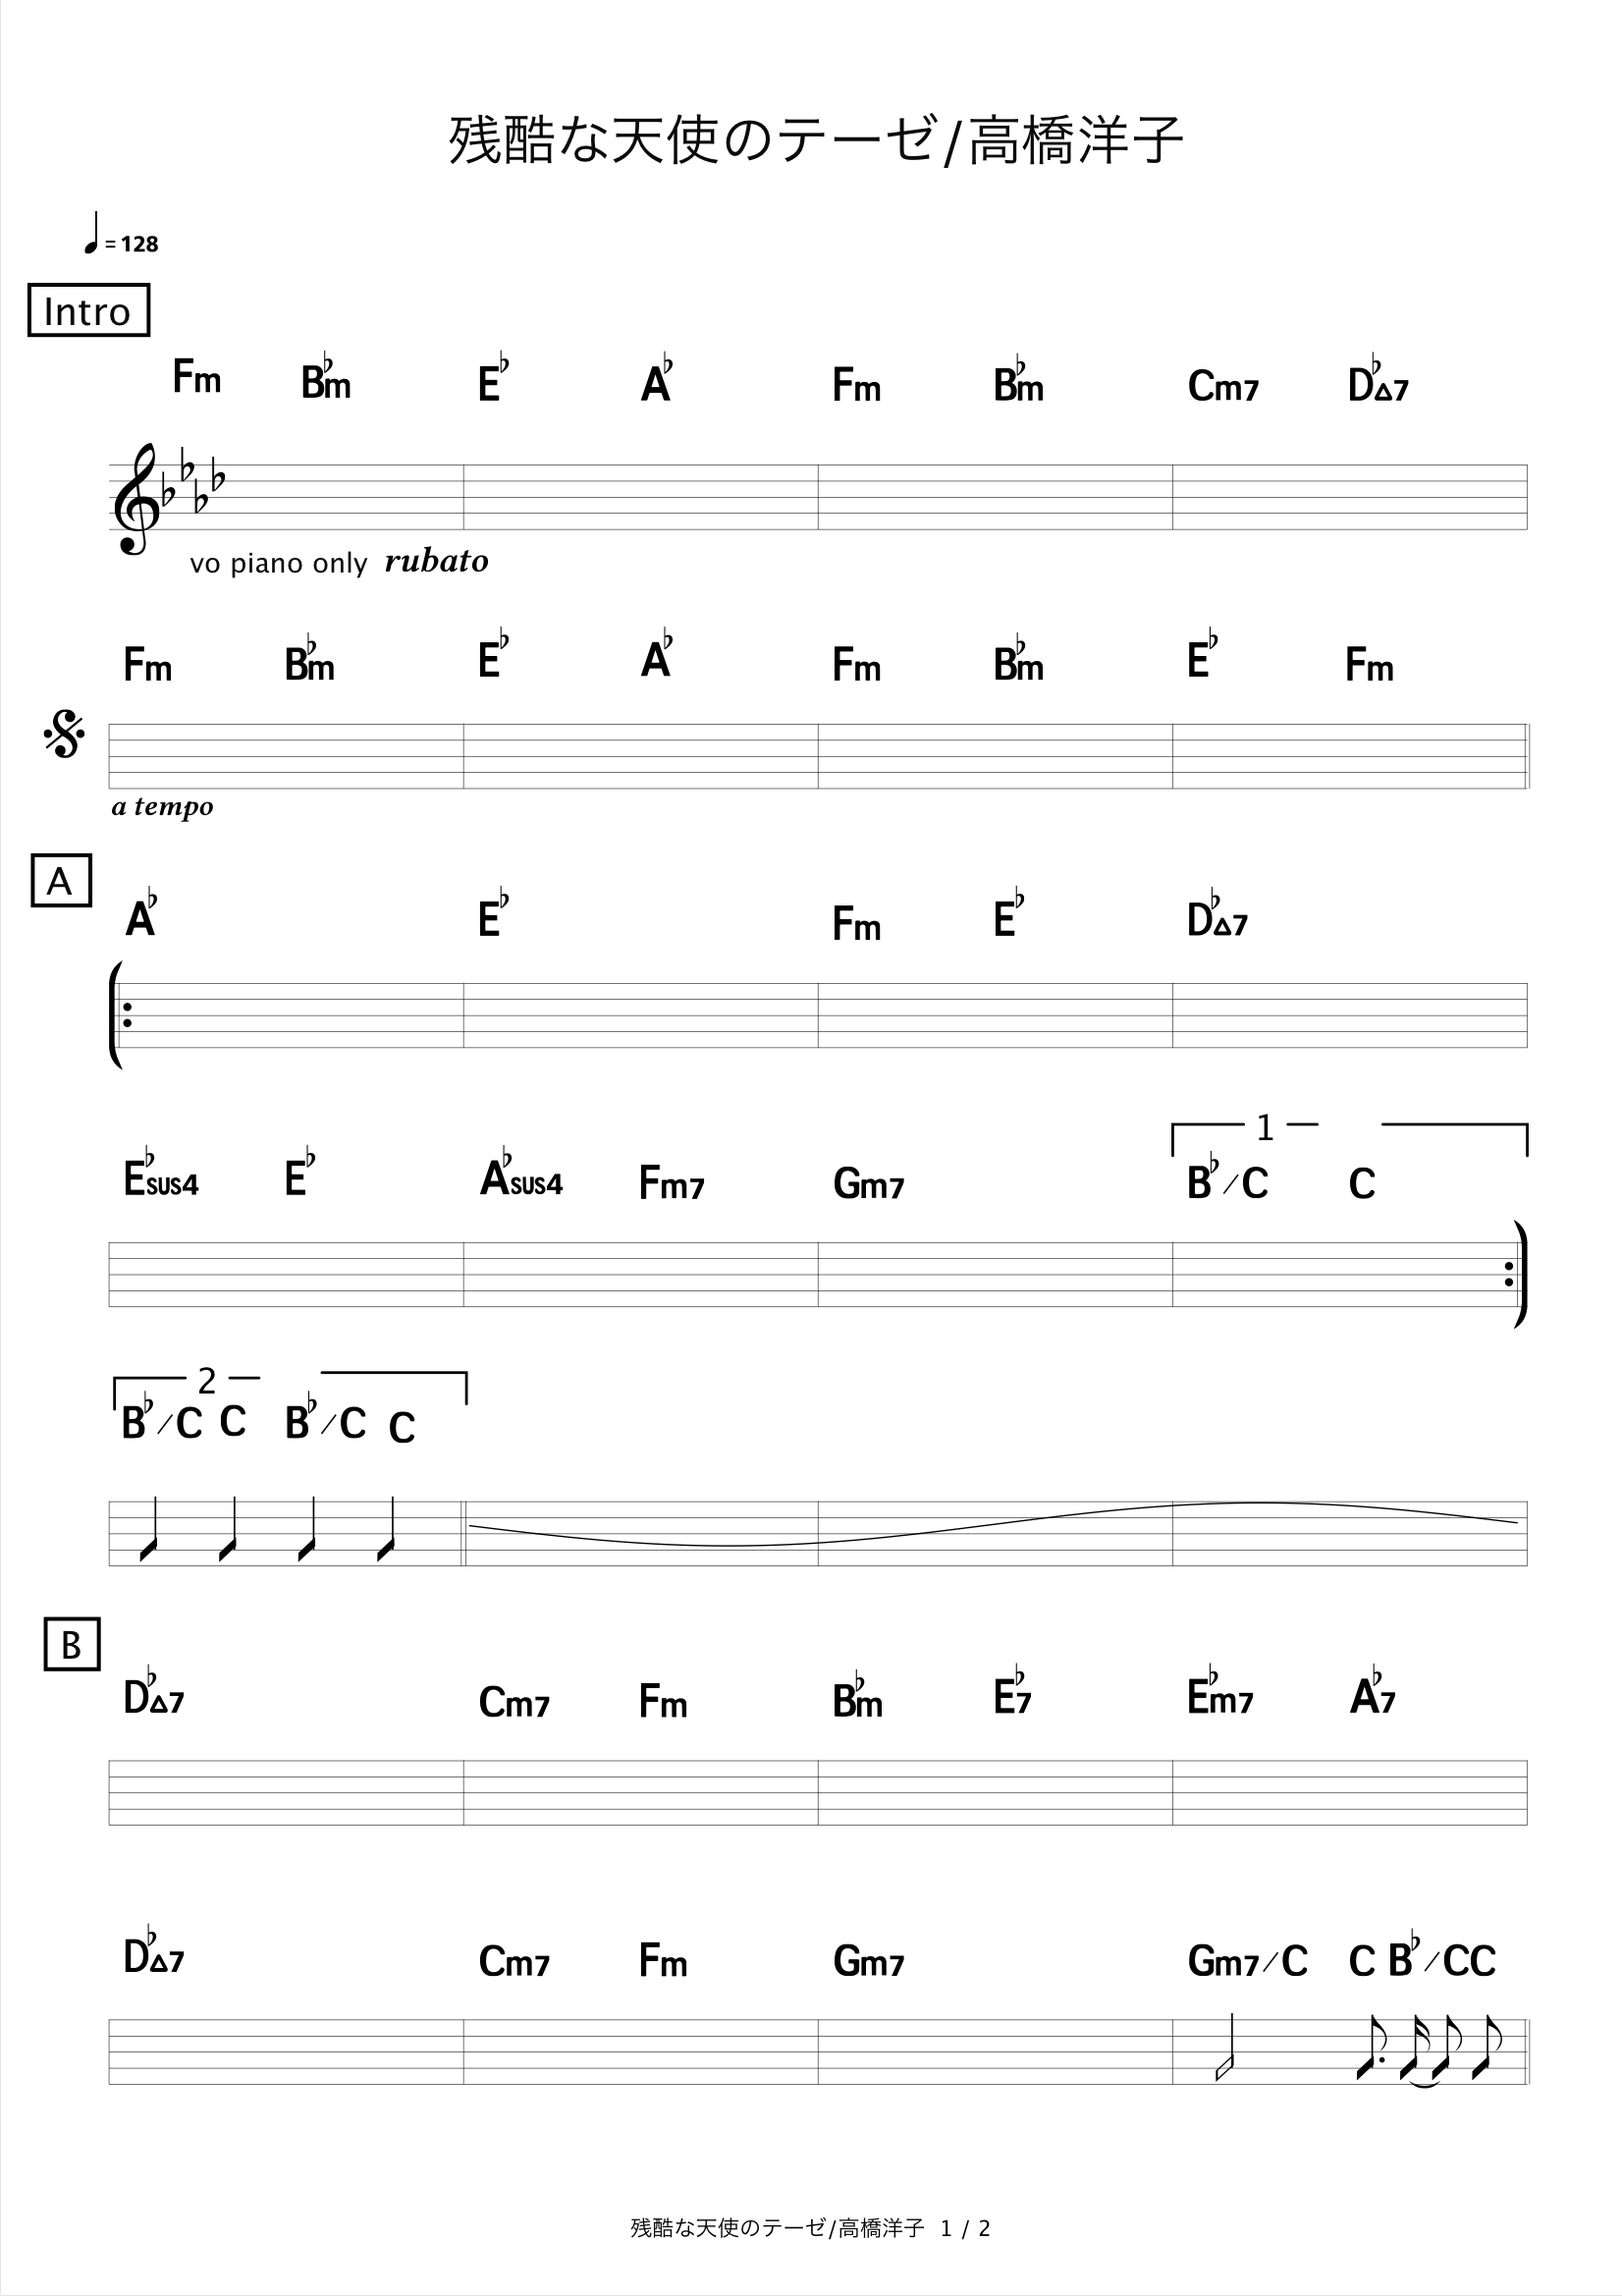 残酷な天使のテーゼ/高橋洋子
= 128
Intro
Fm B♭m E♭ A♭ Fm B♭m Cm7 D♭△7
vo piano only rubato
Fm B♭m E♭ A♭ Fm B♭m E♭ Fm
a tempo
A
A♭ E♭ Fm E♭ D♭△7
1
E♭sus4 E♭ A♭sus4 Fm7 Gm7 B♭/C C
2
B♭/C C B♭/C C
B
D♭△7 Cm7 Fm B♭m E♭7 E♭m7 A♭7
D♭△7 Cm7 Fm Gm7 Gm7/C C B♭/C C
残酷な天使のテーゼ/高橋洋子 1 / 2